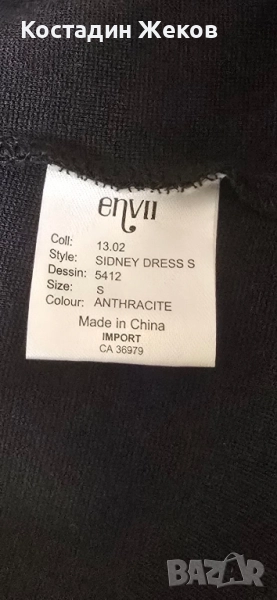 Костадин Жеков
envii
Coll: 13.02
Style: SIDNEY DRESS S
Dessin: 5412
Size: S
Colour: ANTHRACITE
Made in China
IMPORT
CA 36979
BAZAR